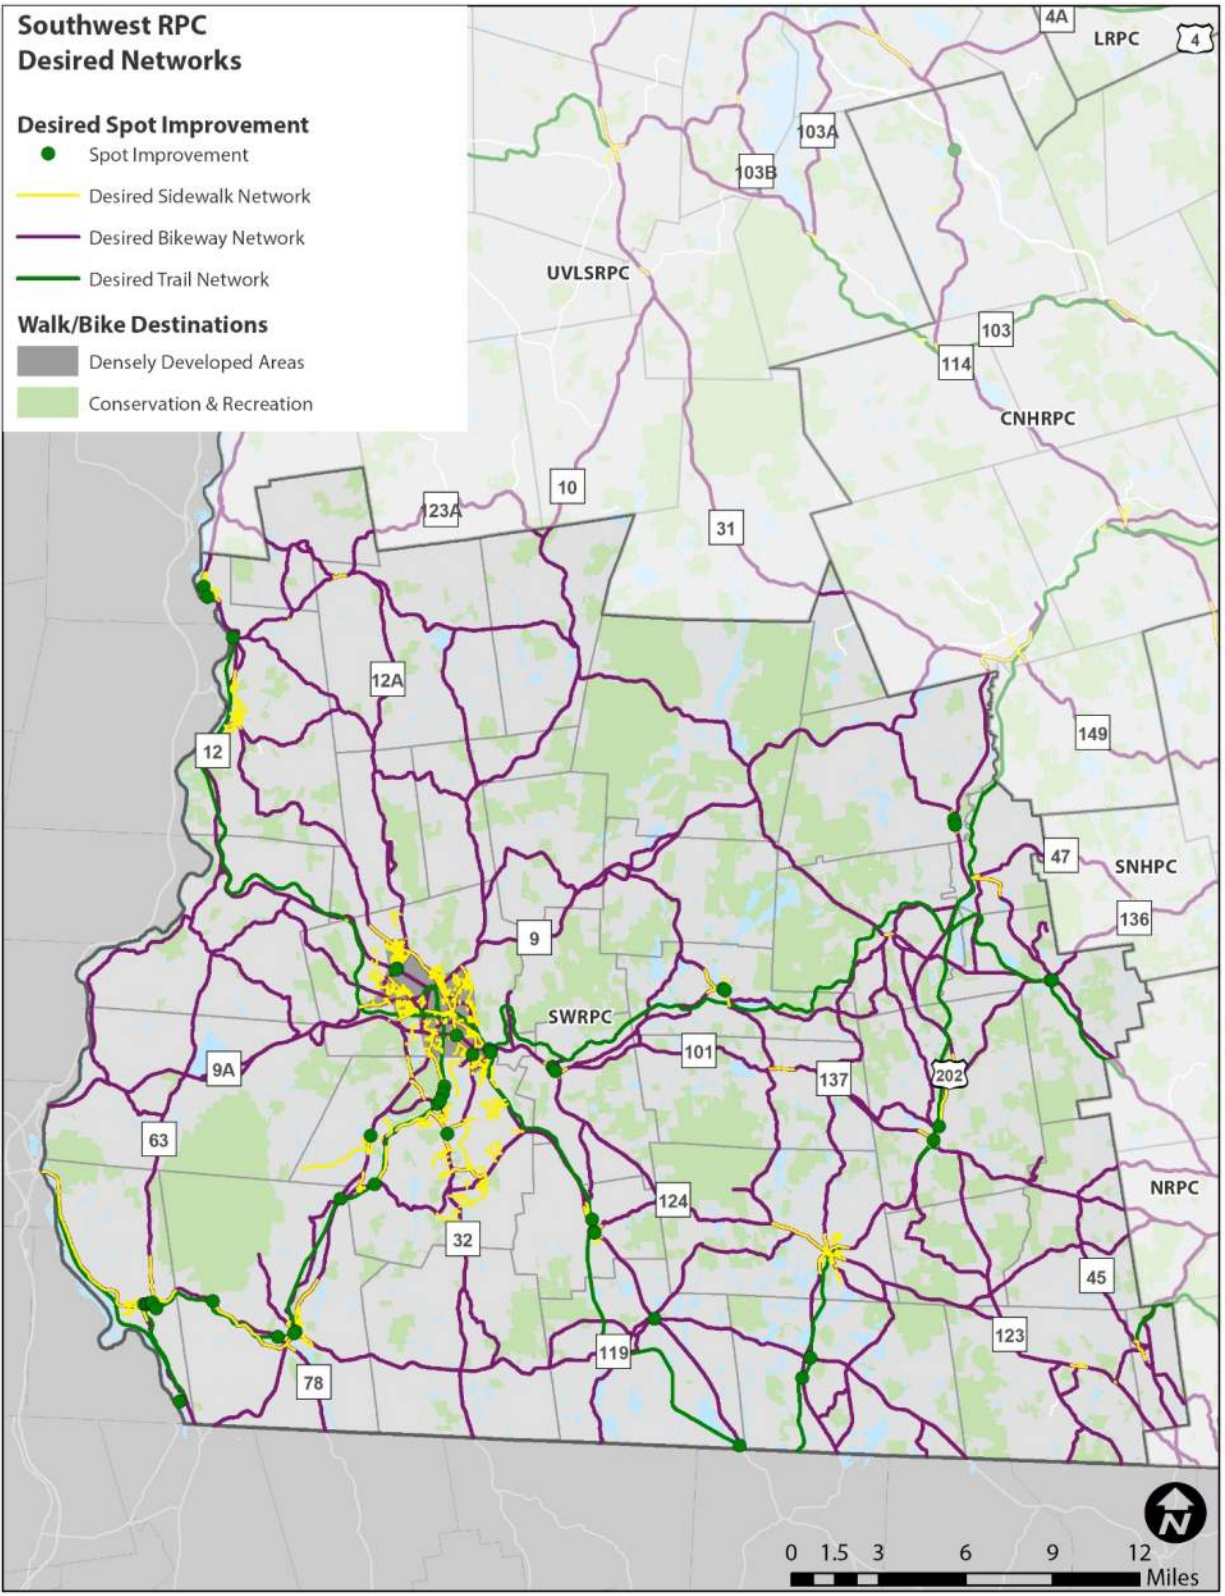 Southwest RPC
Desired Networks
Desired Spot Improvement
Spot Improvement
Desired Sidewalk Network
Desired Bikeway Network
Desired Trail Network
Walk/Bike Destinations
Densely Developed Areas
Conservation & Recreation
4A
LRPC
4
103A
103B
UVLSRPC
103
114
CNHRPC
10
123A
31
12A
149
12
47
SNHPC
136
9
SWRPC
101
9A
137
202
63
NRPC
124
32
45
123
119
78
N
0 1.5 3 6 9 12
Miles